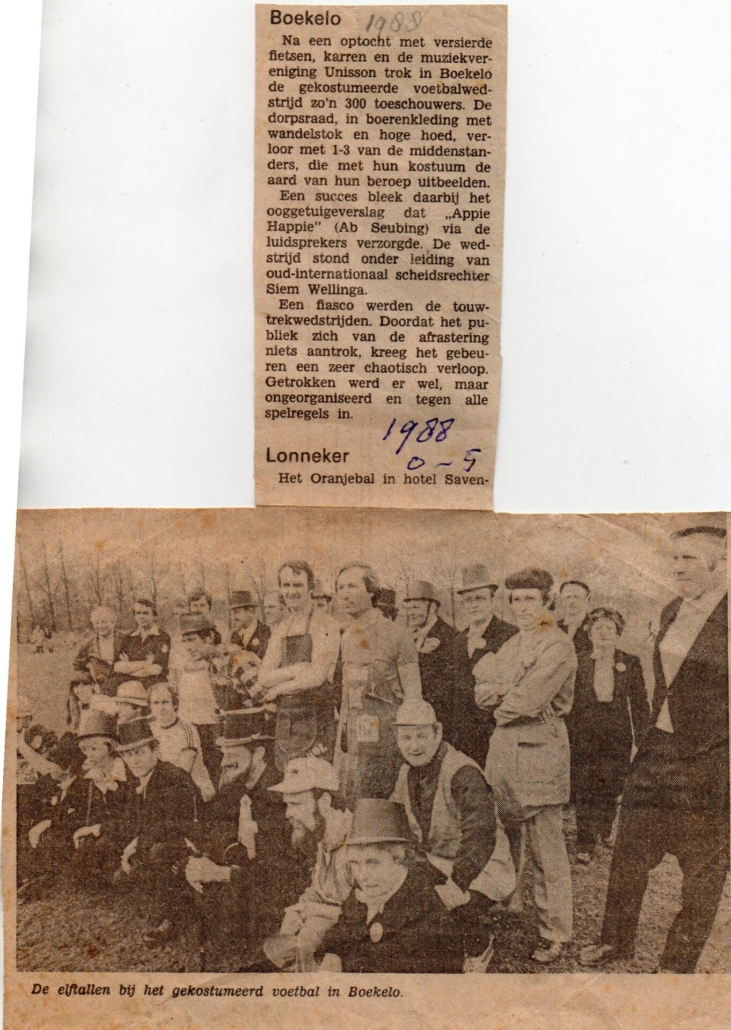 Boekelo 1988
Na een optocht met versierde
fietsen, karren en de muziekver-
eniging Unisson trok in Boekelo
de gekostumeerde voetbalwed-
strijd zo'n 300 toeschouwers. De
dorpsraad, in boerenkleding met
wandelstok en hoge hoed, ver-
loor met 1-3 van de middenstan-
ders, die met hun kostuum de
aard van hun beroep uitbeelden.
Een succes bleek daarbij het
ooggetuigeverslag dat „Appie
Happie" (Ab Seubing) via de
luidsprekers verzorgde. De wed-
strijd stond onder leiding van
oud-internationaal scheidsrechter
Siem Wellinga.
Een fiasco werden de touw-
trekwedstrijden. Doordat het pu-
bliek zich van de afrastering
niets aantrok, kreeg het gebeu-
ren een zeer chaotisch verloop.
Getrokken werd er wel, maar
ongeorganiseerd en tegen alle
spelregels in.
1988
0-5
Lonneker
Het Oranjebal in hotel Saven-
De elftallen bij het gekostumeerd voetbal in Boekelo.